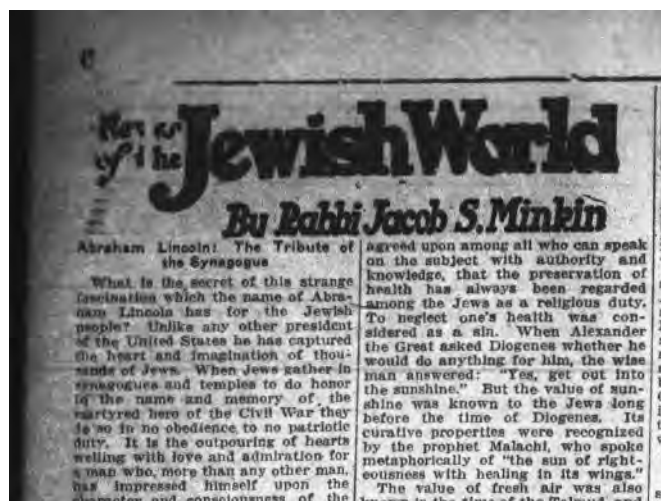 News
of the Jewish World
By Rabbi Jacob S. Minkin
Abraham Lincoln: The Tribute of
the Synagogue
What is the secret of this strange
fascination which the name of Abra-
ham Lincoln has for the Jewish
people? Unlike any other president
of the United States he has captured
the heart and imagination of thou-
sands of Jews. When Jews gather in
synagogues and temples to do honor
to the name and memory of the
martyred hero of the Civil War they
do so in no obedience to no patriotic
duty. It is the outpouring of hearts
welling with love and admiration for
a man who, more than any other man,
has impressed himself upon the
character and consciousness of the
agreed upon among all who can speak
on the subject with authority and
knowledge, that the preservation of
health has always been regarded
among the Jews as a religious duty.
To neglect one's health was con-
sidered as a sin. When Alexander
the Great asked Diogenes whether he
would do anything for him, the wise
man answered: "Yes, get out into
the sunshine." But the value of sun-
shine was known to the Jews long
before the time of Diogenes. Its
curative properties were recognized
by the prophet Malachi, who spoke
metaphorically of "the sun of right-
eousness with healing in its wings."
The value of fresh air was also
known in the time of the